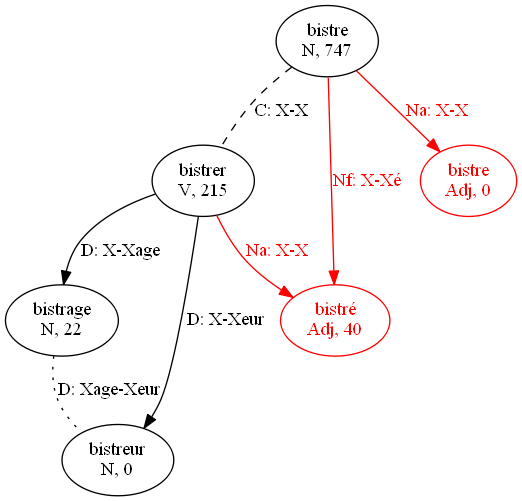 bistre
N, 747
C: X-X
Na: X-X
bistrer
V, 215
Nf: X-Xé
bistre
Adj, 0
D: X-Xage
Na: X-X
bistrage
N, 22
D: X-Xeur
bistré
Adj, 40
D: Xage-Xeur
bistreur
N, 0